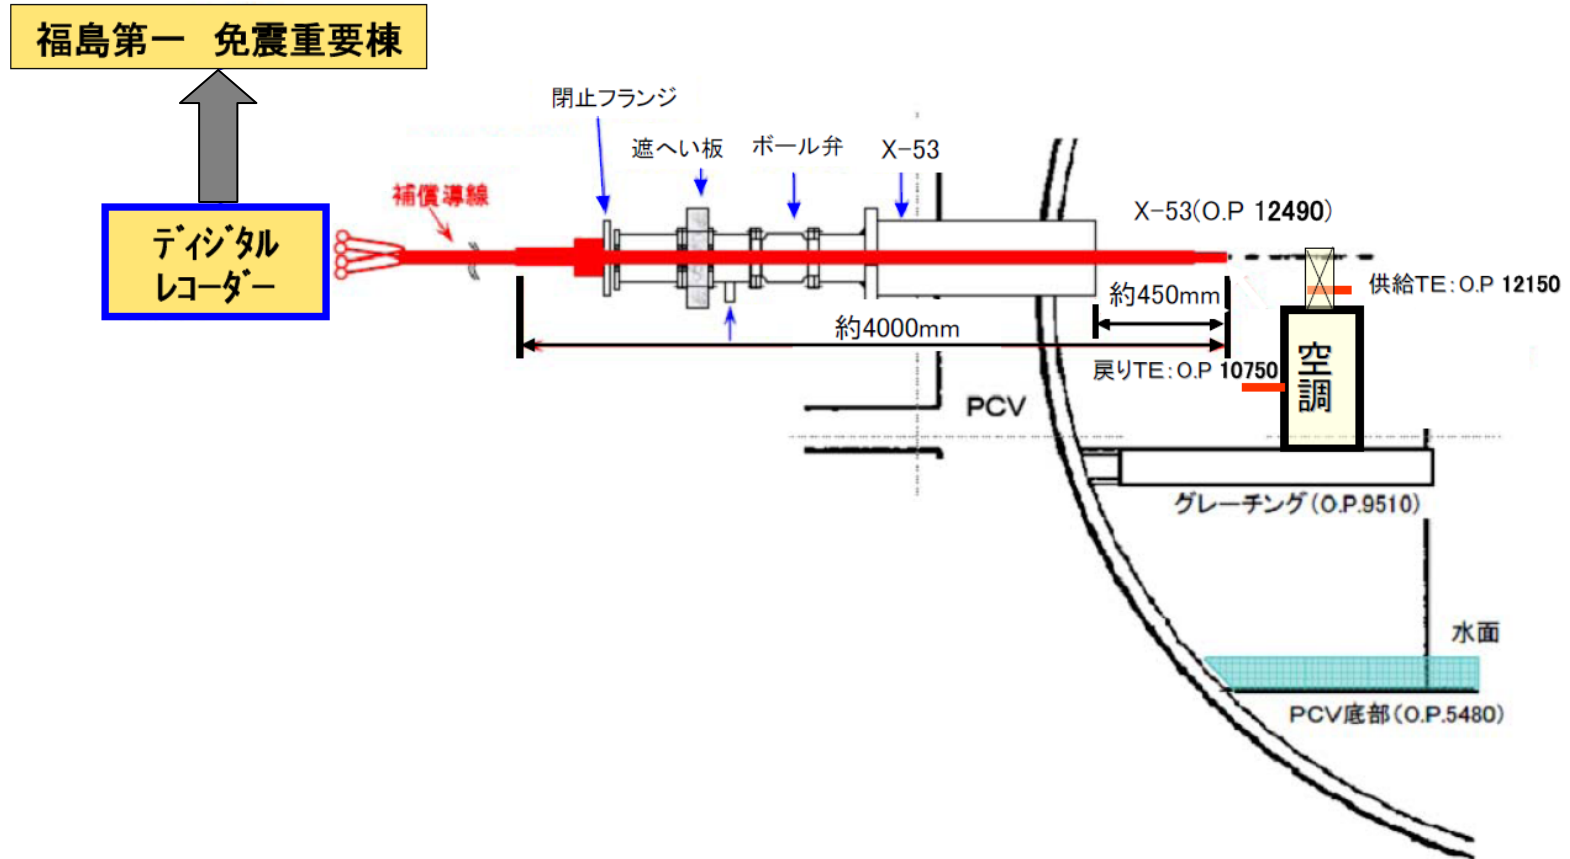 福島第一　免震重要棟
閉止フランジ
遮へい板
ボール弁
X-53
補償導線
X-53(O.P 12490)
ディジタル
レコーダー
供給TE:O.P 12150
約450mm
約4000mm
戻りTE:O.P 10750
空調
PCV
グレーチング(O.P.9510)
水面
PCV底部(O.P.5480)